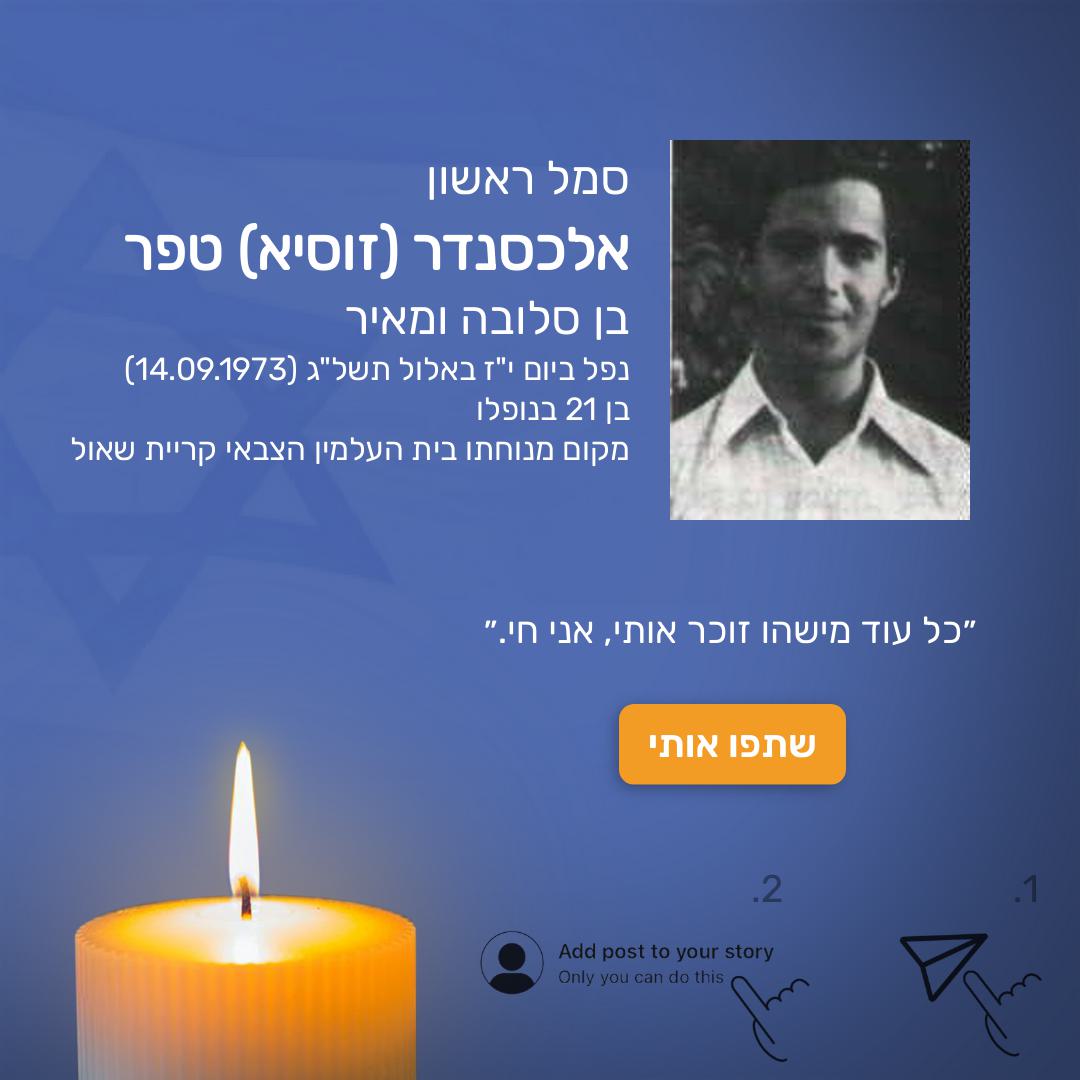 סמל ראשון
אלכסנדר (זוסיא) טפר
בן סלובה ומאיר
נפל ביום י"ז באלול תשל"ג (14.09.1973)
בן 21 בנופלו
מקום מנוחתו בית העלמין הצבאי קריית שאול
״כל עוד מישהו זוכר אותי, אני חי.״
שתפו אותי
.1
.2
Add post to your story
Only you can do this